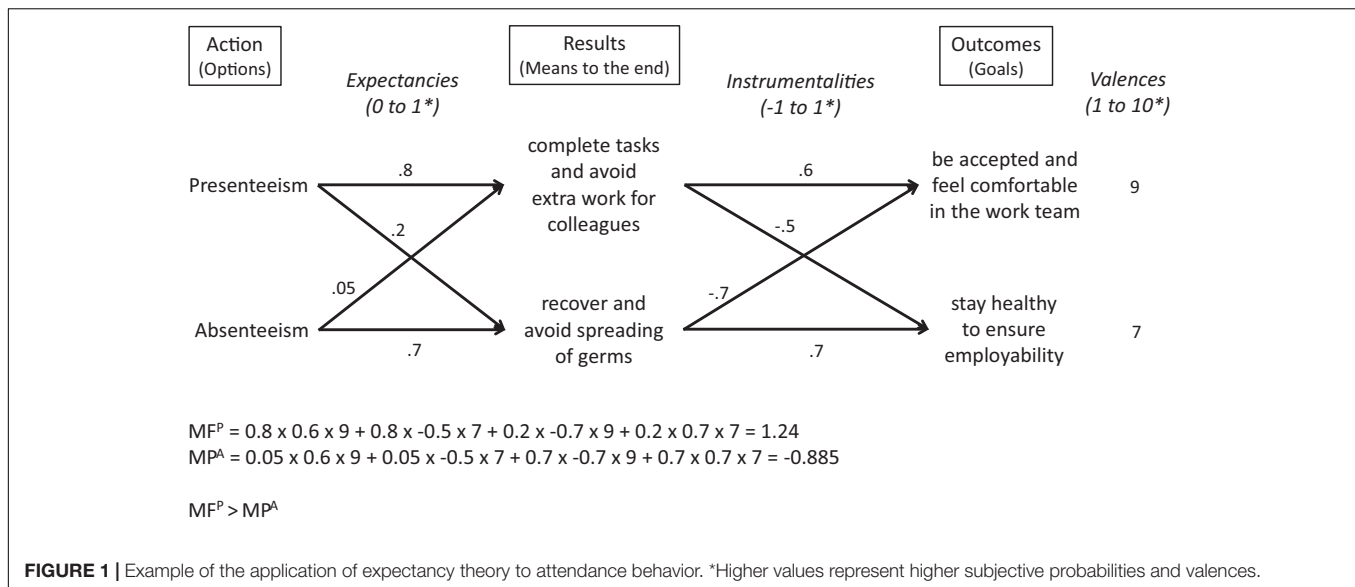 Action
(Options)
Results
(Means to the end)
Outcomes
(Goals)
Expectancies
(0 to 1*)
Instrumentalities
(-1 to 1*)
Valences
(1 to 10*)
Presenteeism
.8
complete tasks
and avoid
extra work for
colleagues
.6
be accepted and
feel comfortable
in the work team
9
.2
-.5
.05
-.7
Absenteeism
.7
recover and
avoid spreading
of germs
.7
stay healthy
to ensure
employability
7
MFᴾ = 0.8 x 0.6 x 9 + 0.8 x -0.5 x 7 + 0.2 x -0.7 x 9 + 0.2 x 0.7 x 7 = 1.24
MPᴬ = 0.05 x 0.6 x 9 + 0.05 x -0.5 x 7 + 0.7 x -0.7 x 9 + 0.7 x 0.7 x 7 = -0.885
MFᴾ > MPᴬ
FIGURE 1 | Example of the application of expectancy theory to attendance behavior. *Higher values represent higher subjective probabilities and valences.